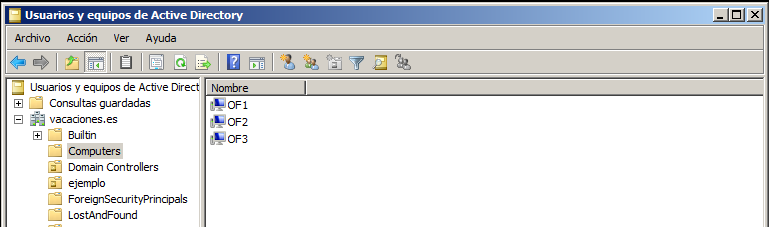 Usuarios y equipos de Active Directory
Archivo Acción Ver Ayuda
Usuarios y equipos de Active Direct
Consultas guardadas
vacaciones.es
Builtin
Computers
Domain Controllers
ejemplo
ForeignSecurityPrincipals
LostAndFound
Nombre
OF1
OF2
OF3